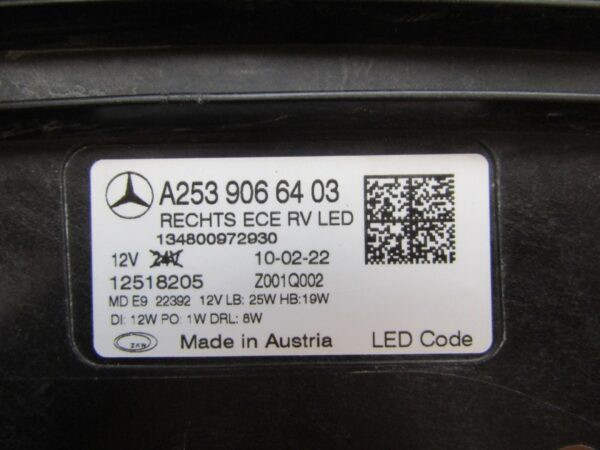 A253 906 64 03
RECHTS ECE RV LED
134800972930
12V 24V 10-02-22
12518205 Z001Q002
MD E9 22392 12V LB: 25W HB:19W
DI: 12W PO: 1W DRL: 8W
ZKW Made in Austria LED Code